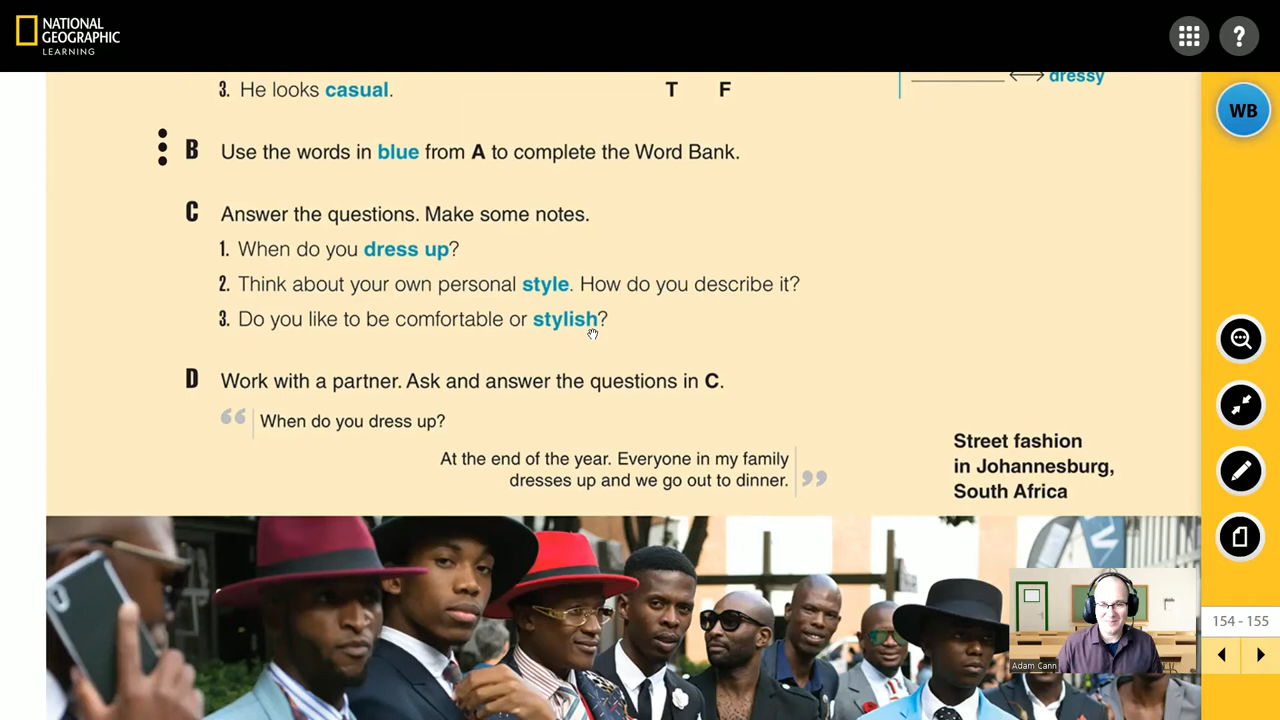 NATIONAL
GEOGRAPHIC
LEARNING
?
WB
3. He looks casual. T F
dressy
B Use the words in blue from A to complete the Word Bank.
C Answer the questions. Make some notes.
1. When do you dress up?
2. Think about your own personal style. How do you describe it?
3. Do you like to be comfortable or stylish?
D Work with a partner. Ask and answer the questions in C.
“ When do you dress up?
At the end of the year. Everyone in my family
dresses up and we go out to dinner. ”
Street fashion
in Johannesburg,
South Africa
Adam Cann
154 - 155